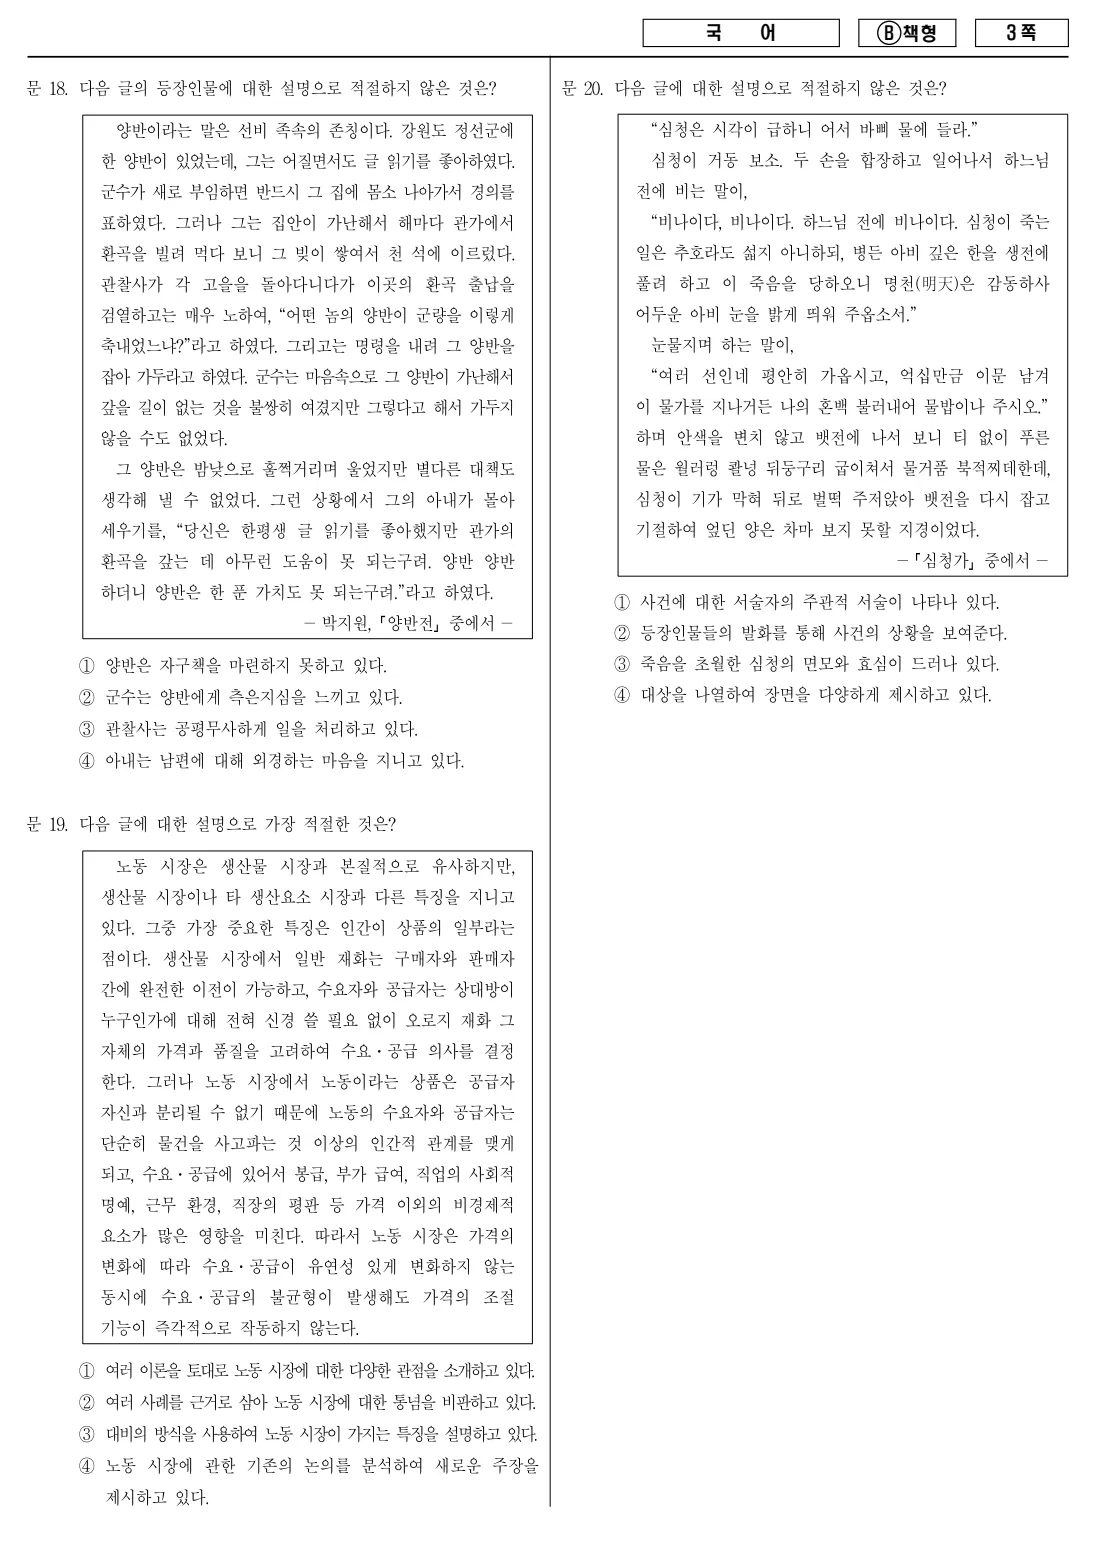 국 어
Ⓑ책형
3쪽
문 18. 다음 글의 등장인물에 대한 설명으로 적절하지 않은 것은?
양반이라는 말은 선비 족속의 존칭이다. 강원도 정선군에
한 양반이 있었는데, 그는 어질면서도 글 읽기를 좋아하였다.
군수가 새로 부임하면 반드시 그 집에 몸소 나아가서 경의를
표하였다. 그러나 그는 집안이 가난해서 해마다 관가에서
환곡을 빌려 먹다 보니 그 빚이 쌓여서 천 석에 이르렀다.
관찰사가 각 고을을 돌아다니다가 이곳의 환곡 출납을
검열하고는 매우 노하여, “어떤 놈의 양반이 군량을 이렇게
축내었느냐?”라고 하였다. 그리고는 명령을 내려 그 양반을
잡아 가두라고 하였다. 군수는 마음속으로 그 양반이 가난해서
갚을 길이 없는 것을 불쌍히 여겼지만 그렇다고 해서 가두지
않을 수도 없었다.
그 양반은 밤낮으로 훌쩍거리며 울었지만 별다른 대책도
생각해 낼 수 없었다. 그런 상황에서 그의 아내가 몰아
세우기를, “당신은 한평생 글 읽기를 좋아했지만 관가의
환곡을 갚는 데 아무런 도움이 못 되는구려. 양반 양반
하더니 양반은 한 푼 가치도 못 되는구려.”라고 하였다.
－ 박지원, 「양반전」 중에서 －
① 양반은 자구책을 마련하지 못하고 있다.
② 군수는 양반에게 측은지심을 느끼고 있다.
③ 관찰사는 공평무사하게 일을 처리하고 있다.
④ 아내는 남편에 대해 외경하는 마음을 지니고 있다.
문 19. 다음 글에 대한 설명으로 가장 적절한 것은?
노동 시장은 생산물 시장과 본질적으로 유사하지만,
생산물 시장이나 타 생산요소 시장과 다른 특징을 지니고
있다. 그중 가장 중요한 특징은 인간이 상품의 일부라는
점이다. 생산물 시장에서 일반 재화는 구매자와 판매자
간에 완전한 이전이 가능하고, 수요자와 공급자는 상대방이
누구인가에 대해 전혀 신경 쓸 필요 없이 오로지 재화 그
자체의 가격과 품질을 고려하여 수요･공급 의사를 결정
한다. 그러나 노동 시장에서 노동이라는 상품은 공급자
자신과 분리될 수 없기 때문에 노동의 수요자와 공급자는
단순히 물건을 사고파는 것 이상의 인간적 관계를 맺게
되고, 수요･공급에 있어서 봉급, 부가 급여, 직업의 사회적
명예, 근무 환경, 직장의 평판 등 가격 이외의 비경제적
요소가 많은 영향을 미친다. 따라서 노동 시장은 가격의
변화에 따라 수요･공급이 유연성 있게 변화하지 않는
동시에 수요･공급의 불균형이 발생해도 가격의 조절
기능이 즉각적으로 작동하지 않는다.
① 여러 이론을 토대로 노동 시장에 대한 다양한 관점을 소개하고 있다.
② 여러 사례를 근거로 삼아 노동 시장에 대한 통념을 비판하고 있다.
③ 대비의 방식을 사용하여 노동 시장이 가지는 특징을 설명하고 있다.
④ 노동 시장에 관한 기존의 논의를 분석하여 새로운 주장을
제시하고 있다.
문 20. 다음 글에 대한 설명으로 적절하지 않은 것은?
“심청은 시각이 급하니 어서 바삐 물에 들라.”
심청이 거동 보소. 두 손을 합장하고 일어나서 하느님
전에 비는 말이,
“비나이다, 비나이다. 하느님 전에 비나이다. 심청이 죽는
일은 추호라도 섧지 아니하되, 병든 아비 깊은 한을 생전에
풀려 하고 이 죽음을 당하오니 명천(明天)은 감동하사
어두운 아비 눈을 밝게 띄워 주옵소서.”
눈물지며 하는 말이,
“여러 선인네 평안히 가옵시고, 억십만금 이문 남겨
이 물가를 지나거든 나의 혼백 불러내어 물밥이나 주시오.”
하며 안색을 변치 않고 뱃전에 나서 보니 티 없이 푸른
물은 월러렁 콸넝 뒤둥구리 굽이쳐서 물거품 북적찌데한데,
심청이 기가 막혀 뒤로 벌떡 주저앉아 뱃전을 다시 잡고
기절하여 엎딘 양은 차마 보지 못할 지경이었다.
－ 「심청가」 중에서 －
① 사건에 대한 서술자의 주관적 서술이 나타나 있다.
② 등장인물들의 발화를 통해 사건의 상황을 보여준다.
③ 죽음을 초월한 심청의 면모와 효심이 드러나 있다.
④ 대상을 나열하여 장면을 다양하게 제시하고 있다.